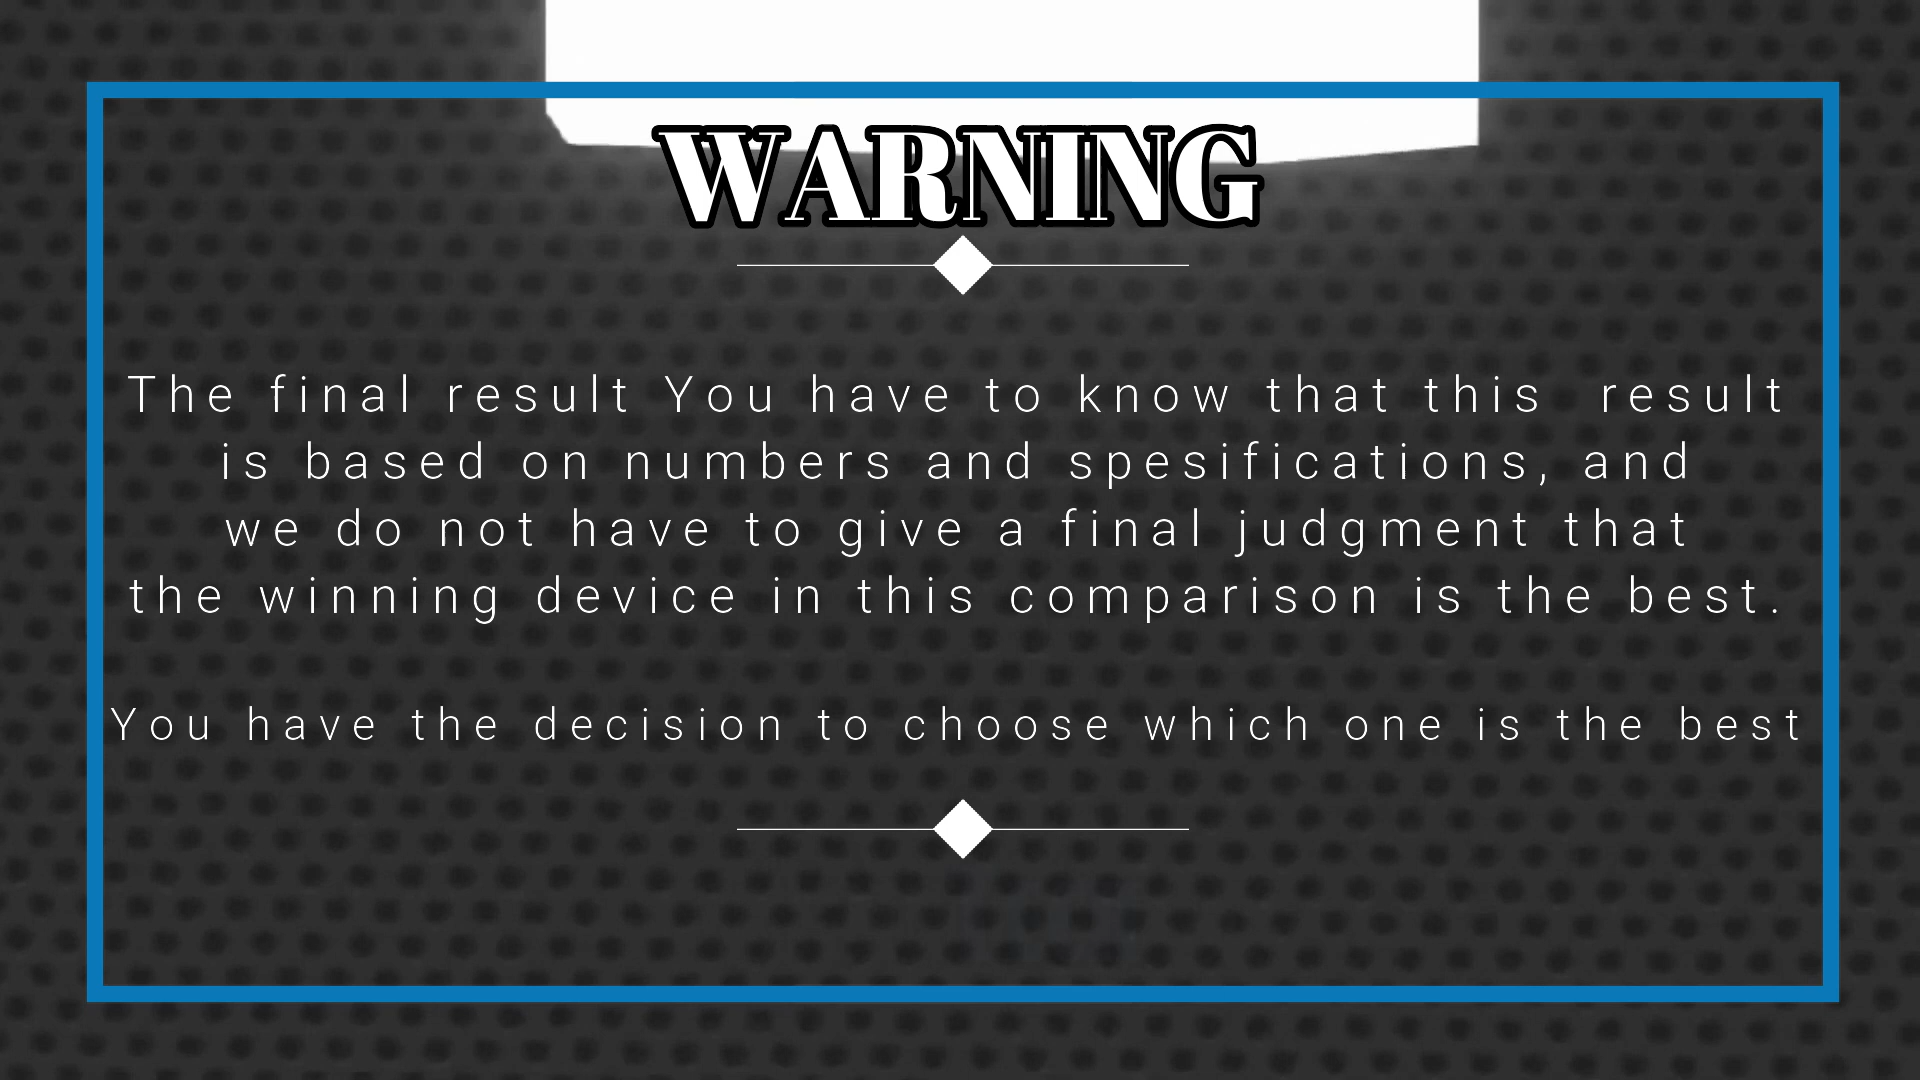 WARNING
The final result You have to know that this  result
is based on numbers and spesifications, and
we do not have to give a final judgment that
the winning device in this comparison is the best.
You have the decision to choose which one is the best